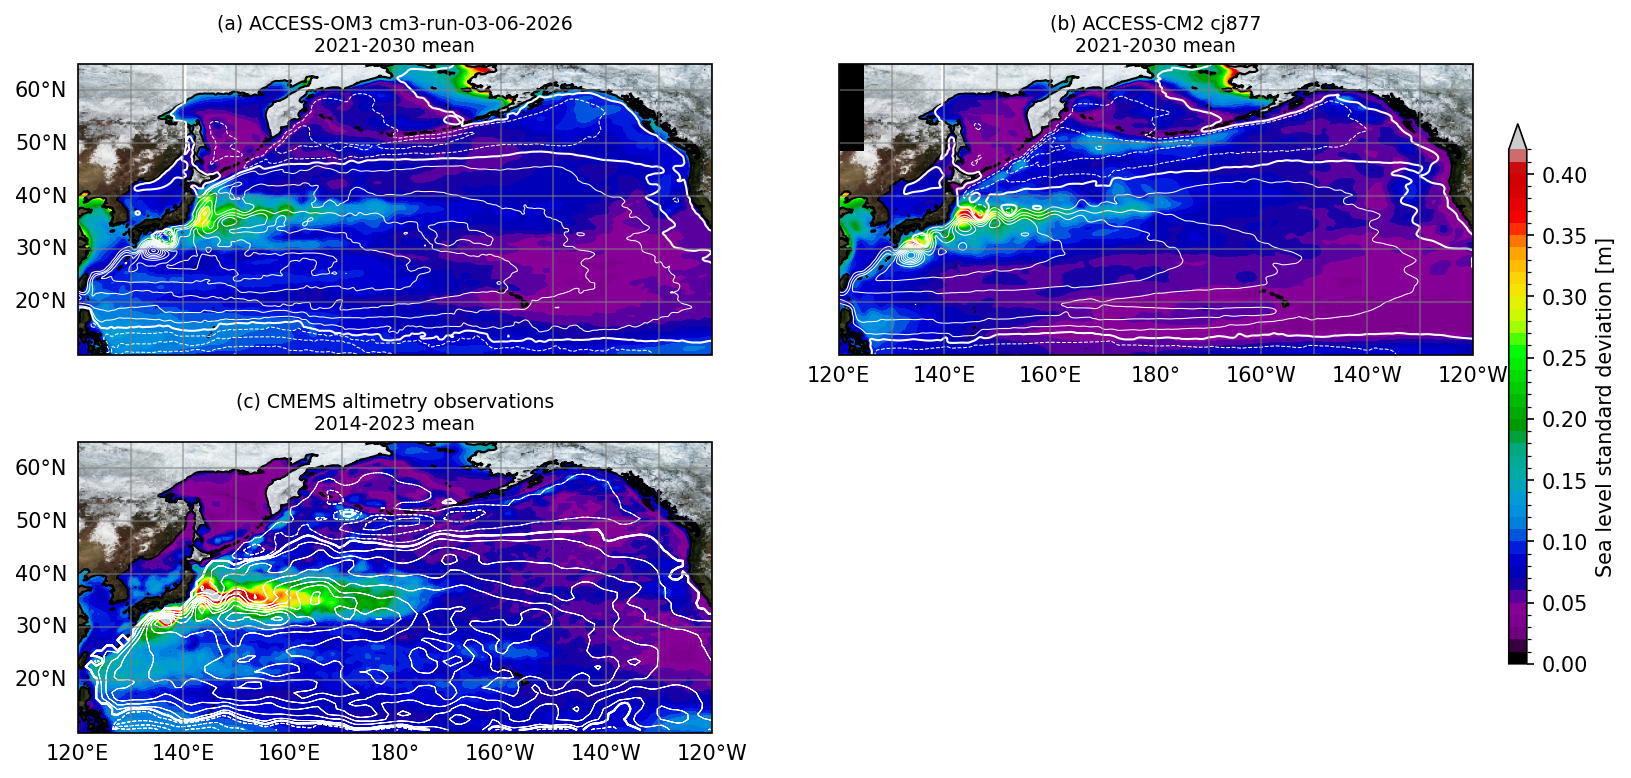 (a) ACCESS-OM3 cm3-run-03-06-2026
2021-2030 mean
(b) ACCESS-CM2 cj877
2021-2030 mean
60°N
50°N
40°N
30°N
20°N
120°E 140°E 160°E 180° 160°W 140°W 120°W
(c) CMEMS altimetry observations
2014-2023 mean
60°N
50°N
40°N
30°N
20°N
120°E 140°E 160°E 180° 160°W 140°W 120°W
0.40
0.35
0.30
0.25
0.20
0.15
0.10
0.05
0.00
Sea level standard deviation [m]